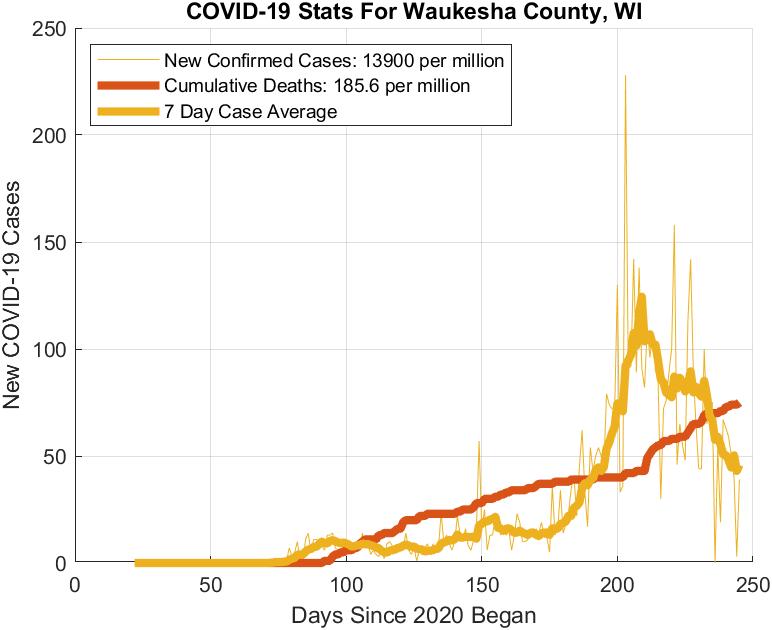 COVID-19 Stats For Waukesha County, WI
250
200
150
100
50
0
New COVID-19 Cases
New Confirmed Cases: 13900 per million
Cumulative Deaths: 185.6 per million
7 Day Case Average
0 50 100 150 200 250
Days Since 2020 Began